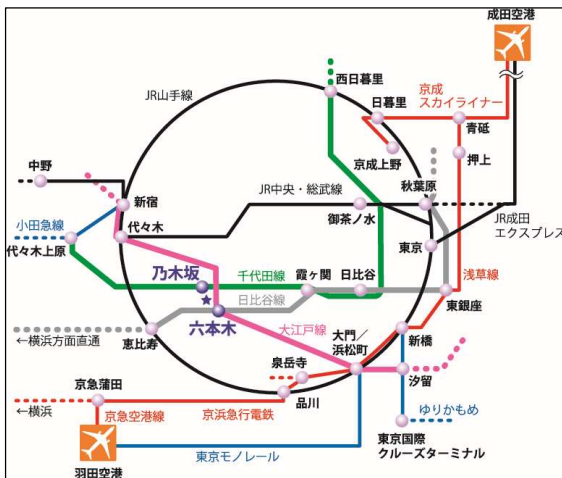 成田空港
西日暮里
JR山手線
日暮里
京成
スカイライナー
青砥
中野
京成上野
押上
新宿
JR中央・総武線
秋葉原
小田急線
代々木
御茶ノ水
JR成田
エクスプレス
代々木上原
東京
乃木坂
千代田線
霞ヶ関
日比谷
浅草線
日比谷線
六本木
東銀座
大江戸線
←横浜方面直通
恵比寿
大門／
浜松町
新橋
泉岳寺
汐留
京急蒲田
品川
←横浜
京急空港線
京浜急行電鉄
ゆりかもめ
東京モノレール
東京国際
クルーズターミナル
羽田空港